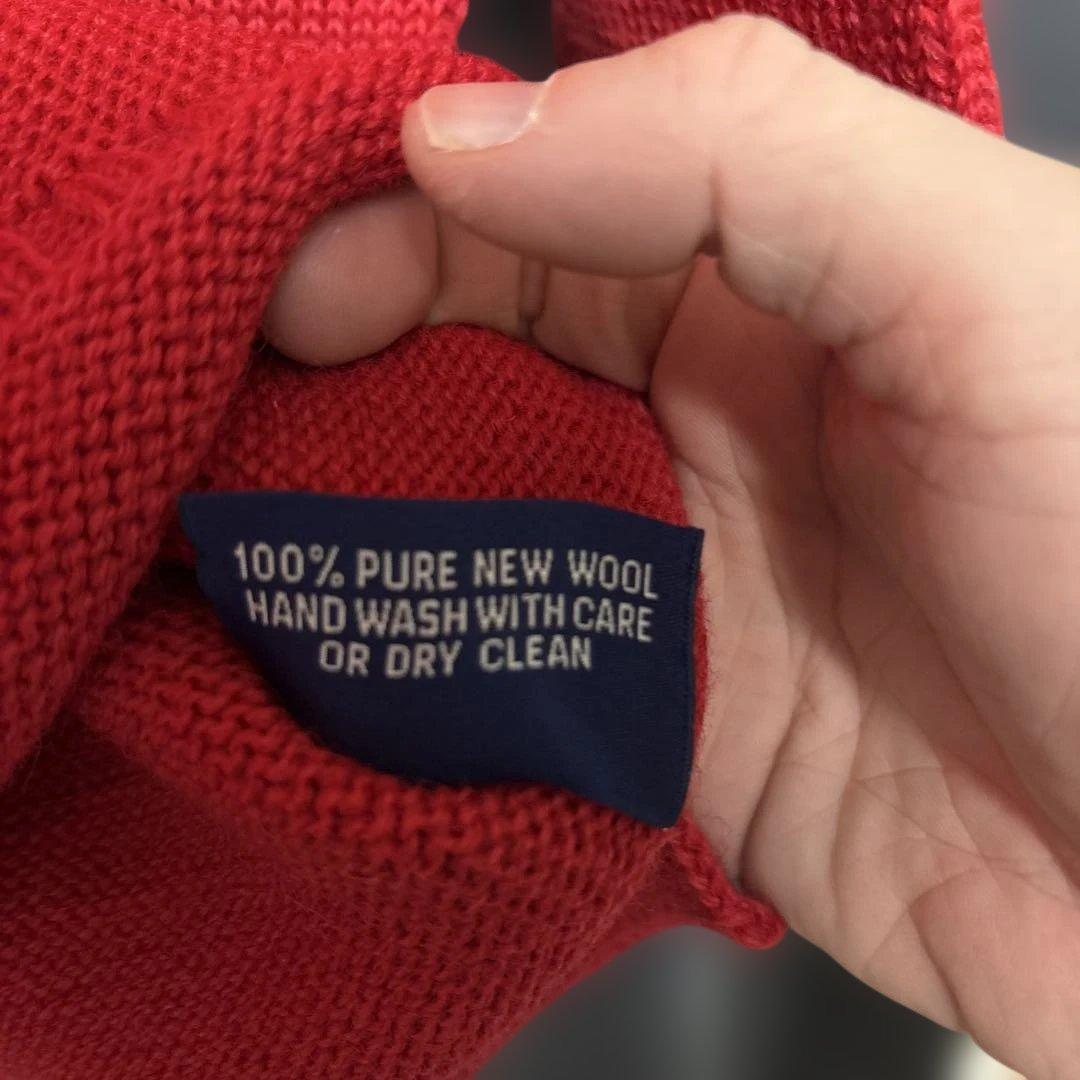 100% PURE NEW WOOL
HAND WASH WITH CARE
OR DRY CLEAN